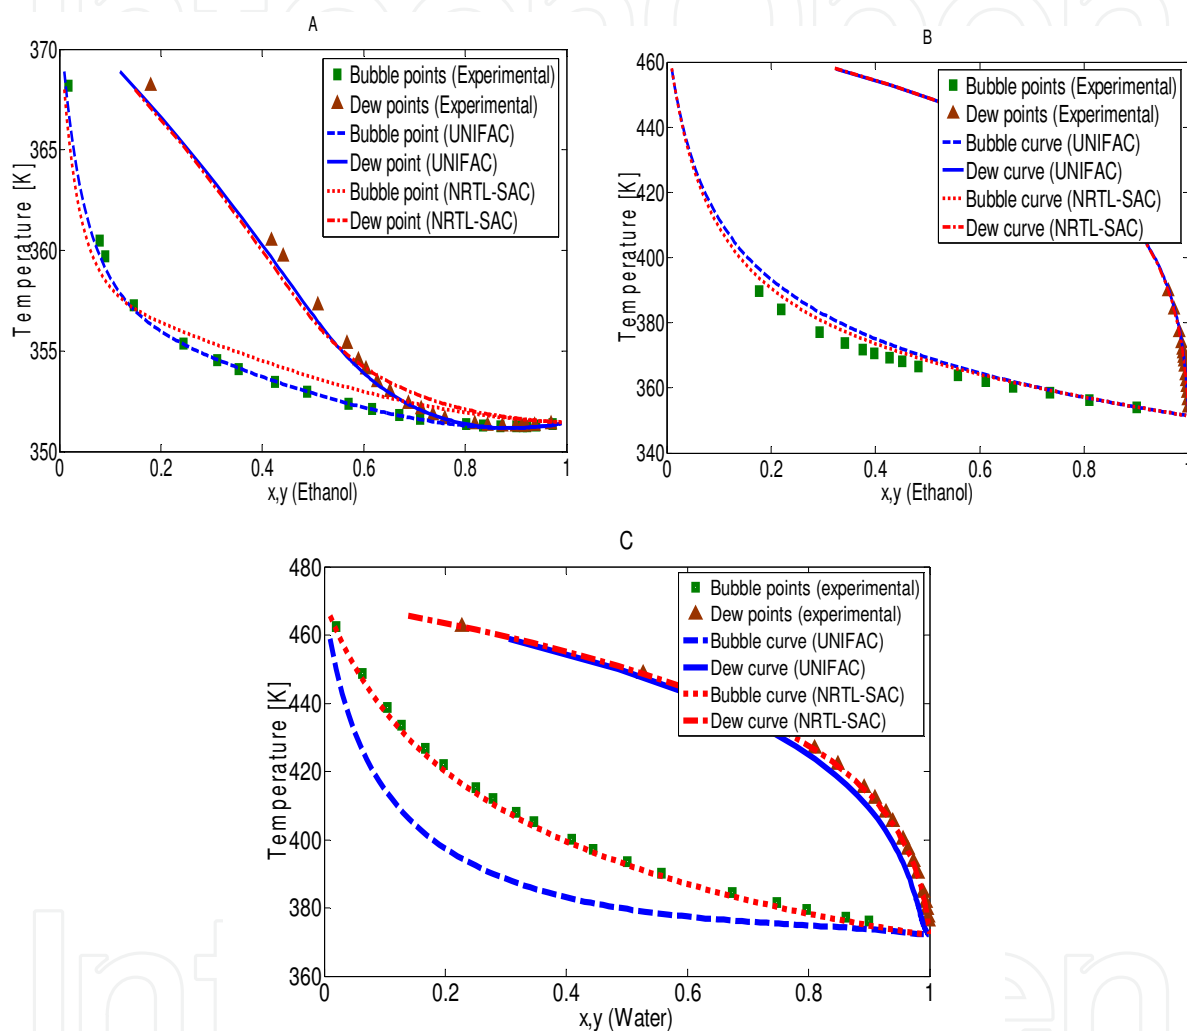 A
370
365
360
355
350
Temperature [K]
0
0.2
0.4
0.6
0.8
1
x,y (Ethanol)
Bubble points (Experimental)
Dew points (Experimental)
Bubble point (UNIFAC)
Dew point (UNIFAC)
Bubble point (NRTL-SAC)
Dew point (NRTL-SAC)
B
460
440
420
400
380
360
340
Temperature [K]
0
0.2
0.4
0.6
0.8
1
x,y (Ethanol)
Bubble points (Experimental)
Dew points (Experimental)
Bubble curve (UNIFAC)
Dew curve (UNIFAC)
Bubble curve (NRTL-SAC)
Dew curve (NRTL-SAC)
C
480
460
440
420
400
380
360
Temperature [K]
0
0.2
0.4
0.6
0.8
1
x,y (Water)
Bubble points (experimental)
Dew points (experimental)
Bubble curve (UNIFAC)
Dew curve (UNIFAC)
Bubble curve (NRTL-SAC)
Dew curve (NRTL-SAC)